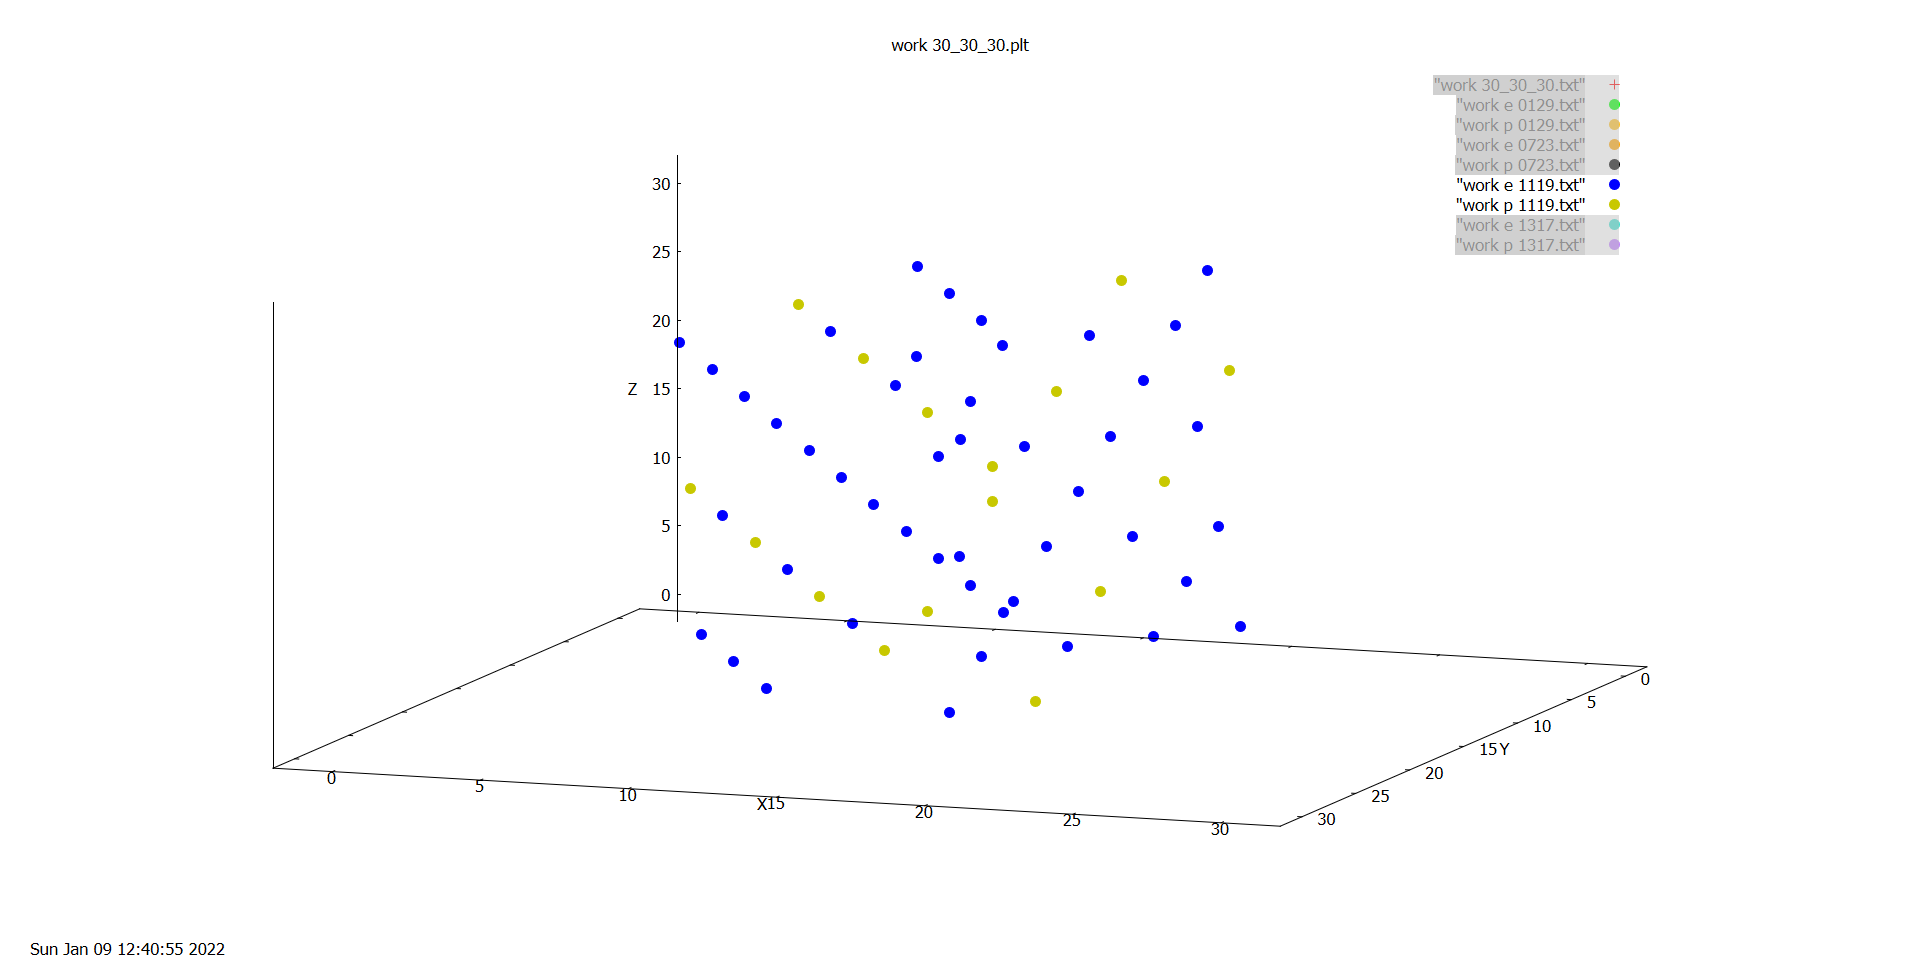 work 30_30_30.plt
"work 30_30_30.txt"
"work e 0129.txt"
"work p 0129.txt"
"work e 0723.txt"
"work p 0723.txt"
"work e 1119.txt"
"work p 1119.txt"
"work e 1317.txt"
"work p 1317.txt"
30
25
20
Z 15
10
5
0
0 5 10 X15 20 25 30
0
5
10
15 Y
20
25
30
Sun Jan 09 12:40:55 2022